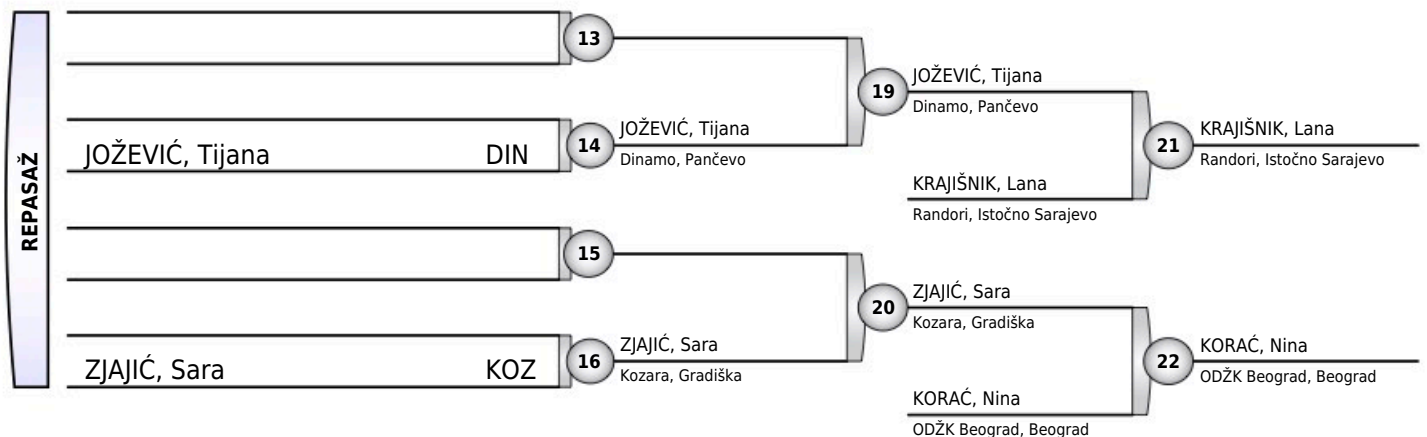 REPASAŽ
13
19
JOŽEVIĆ, Tijana
Dinamo, Pančevo
JOŽEVIĆ, Tijana DIN
14
JOŽEVIĆ, Tijana
Dinamo, Pančevo
21
KRAJIŠNIK, Lana
Randori, Istočno Sarajevo
KRAJIŠNIK, Lana
Randori, Istočno Sarajevo
15
20
ZJAJIĆ, Sara
Kozara, Gradiška
ZJAJIĆ, Sara KOZ
16
ZJAJIĆ, Sara
Kozara, Gradiška
22
KORAĆ, Nina
ODŽK Beograd, Beograd
KORAĆ, Nina
ODŽK Beograd, Beograd